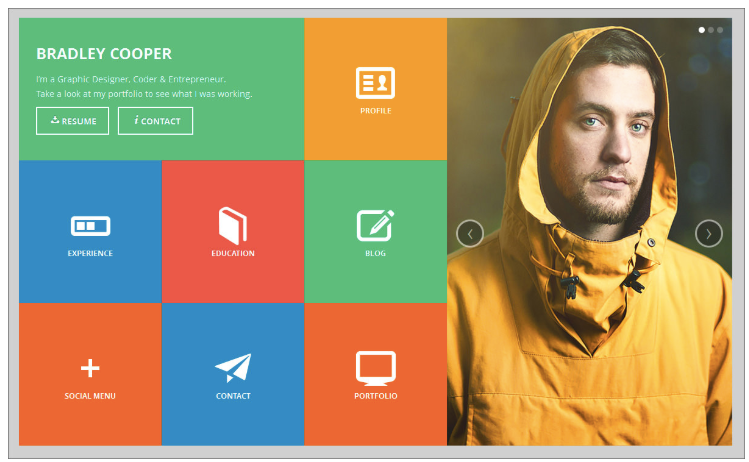 BRADLEY COOPER
I'm a Graphic Designer, Coder & Entrepreneur.
Take a look at my portfolio to see what I was working.
RESUME
i CONTACT
PROFILE
EXPERIENCE
EDUCATION
BLOG
SOCIAL MENU
CONTACT
PORTFOLIO